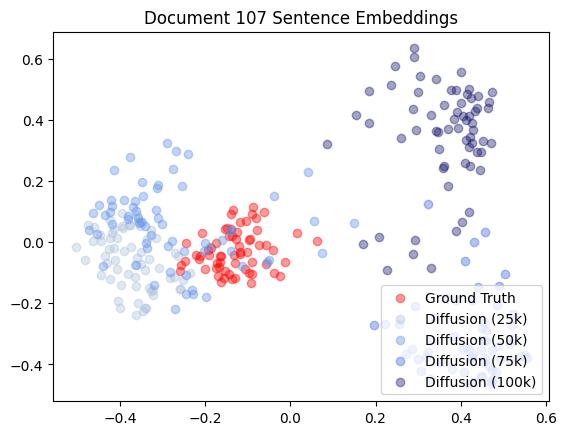 Document 107 Sentence Embeddings
0.6
0.4
0.2
0.0
−0.2
−0.4
−0.4
−0.2
0.0
0.2
0.4
0.6
Ground Truth
Diffusion (25k)
Diffusion (50k)
Diffusion (75k)
Diffusion (100k)